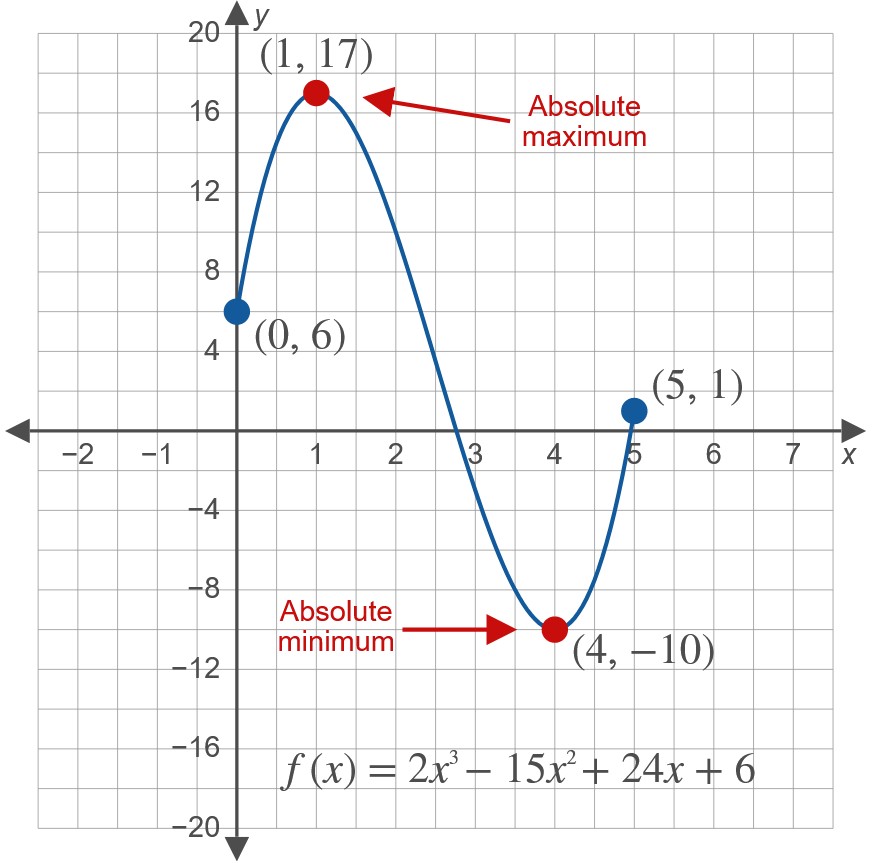 y
20
(1, 17)
16
Absolute
maximum
12
8
4
(0, 6)
(5, 1)
−2 −1 1 2 3 4 5 6 7 x
−4
−8
Absolute
minimum
(4, −10)
−12
−16
f (x) = 2x³ − 15x² + 24x + 6
−20